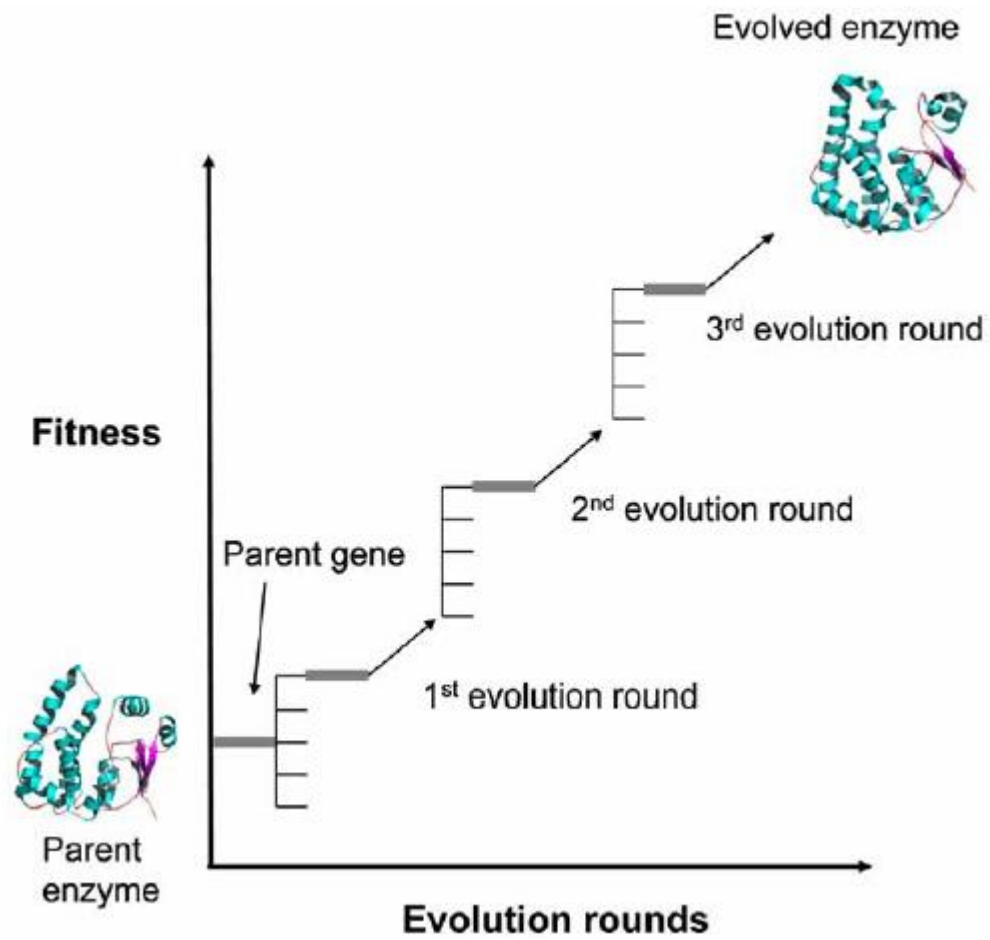 Evolved enzyme
3rd evolution round
Fitness
2nd evolution round
Parent gene
1st evolution round
Parent
enzyme
Evolution rounds